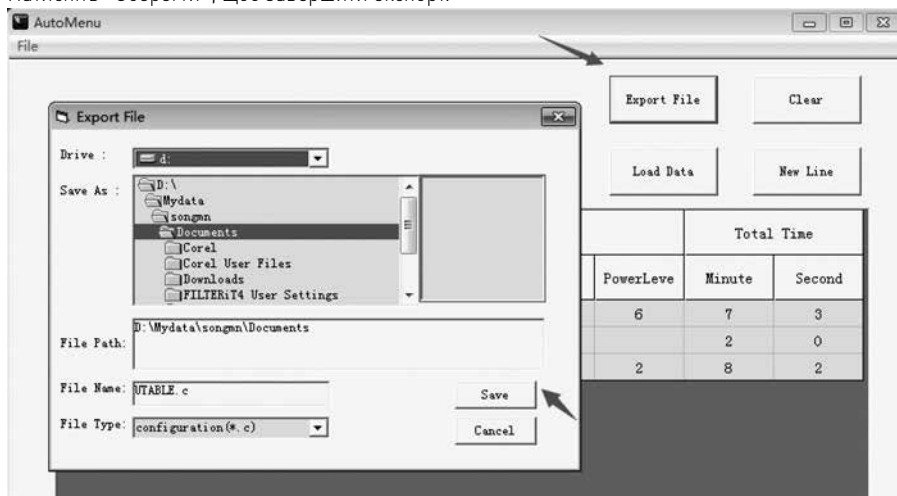 Натисніть "Зберегти", щоб завершити експорт.
AutoMenu
File
Export File
Clear
Export File
Drive :
d:
Load Data
New Line
Save As :
D:\
Mydata
songmn
Documents
Corel
Corel User Files
Downloads
FILTERiT4 User Settings
Total Time
PowerLeve
Minute
Second
6
7
3
2
0
2
8
2
File Path:
D:\Mydata\songmn\Documents
File Name:
UTABLE.c
Save
File Type:
configuration(*.c)
Cancel